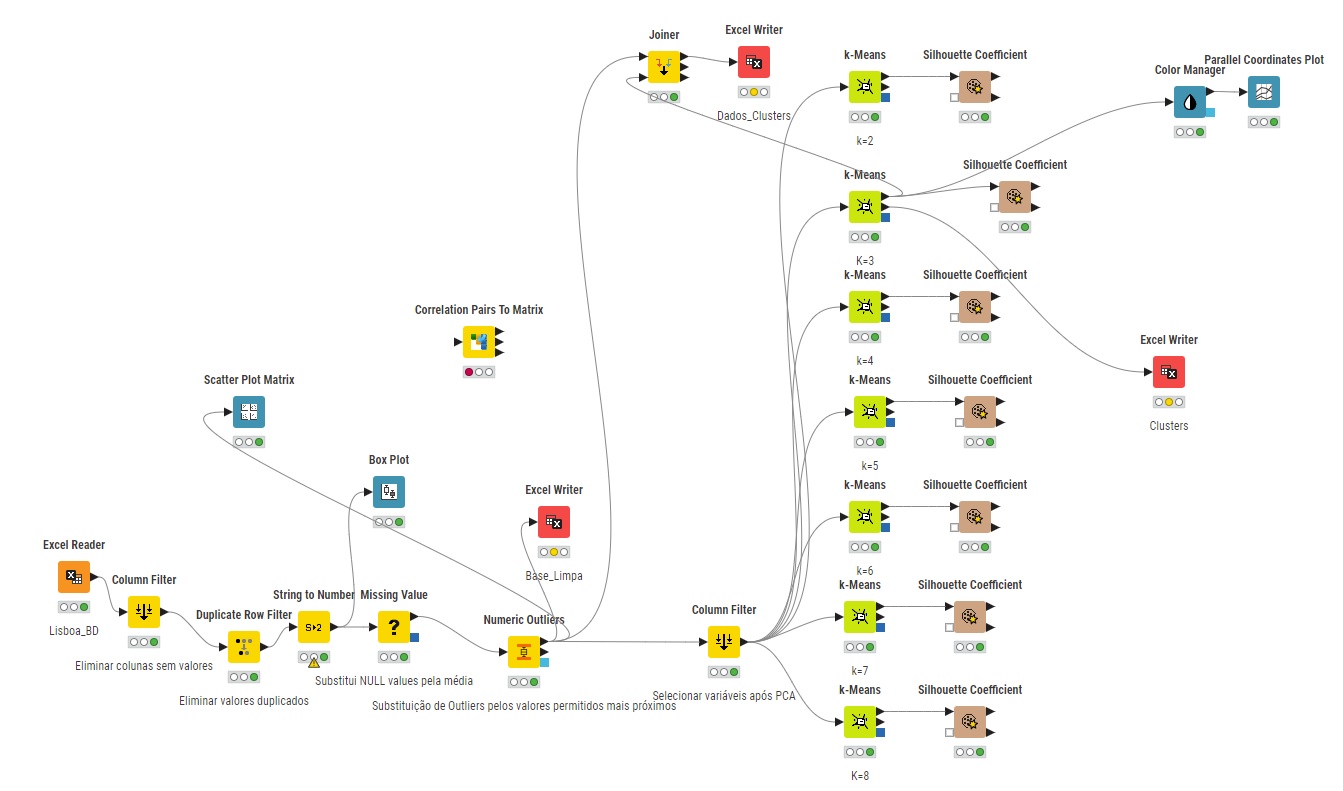 Joiner
Excel Writer
Dados_Clusters
k-Means
k=2
Silhouette Coefficient
Parallel Coordinates Plot
Color Manager
k-Means
K=3
Silhouette Coefficient
k-Means
k=4
Silhouette Coefficient
Correlation Pairs To Matrix
Excel Writer
Clusters
Scatter Plot Matrix
k-Means
k=5
Silhouette Coefficient
Box Plot
Excel Writer
Base_Limpa
k-Means
k=6
Silhouette Coefficient
Excel Reader
Lisboa_BD
Column Filter
Eliminar colunas sem valores
Duplicate Row Filter
Eliminar valores duplicados
String to Number
S▸2
Missing Value
?
Substitui NULL values pela média
Numeric Outliers
Substituição de Outliers pelos valores permitidos mais próximos
Column Filter
Selecionar variáveis após PCA
k-Means
k=7
Silhouette Coefficient
k-Means
K=8
Silhouette Coefficient